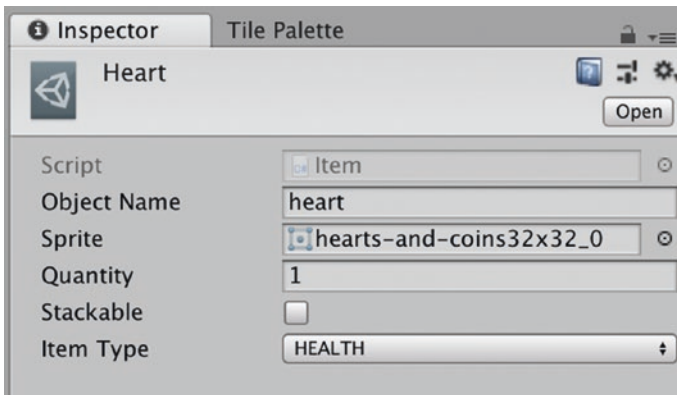 Inspector Tile Palette
Heart
Open
Script Item
Object Name heart
Sprite hearts-and-coins32x32_0
Quantity 1
Stackable
Item Type HEALTH